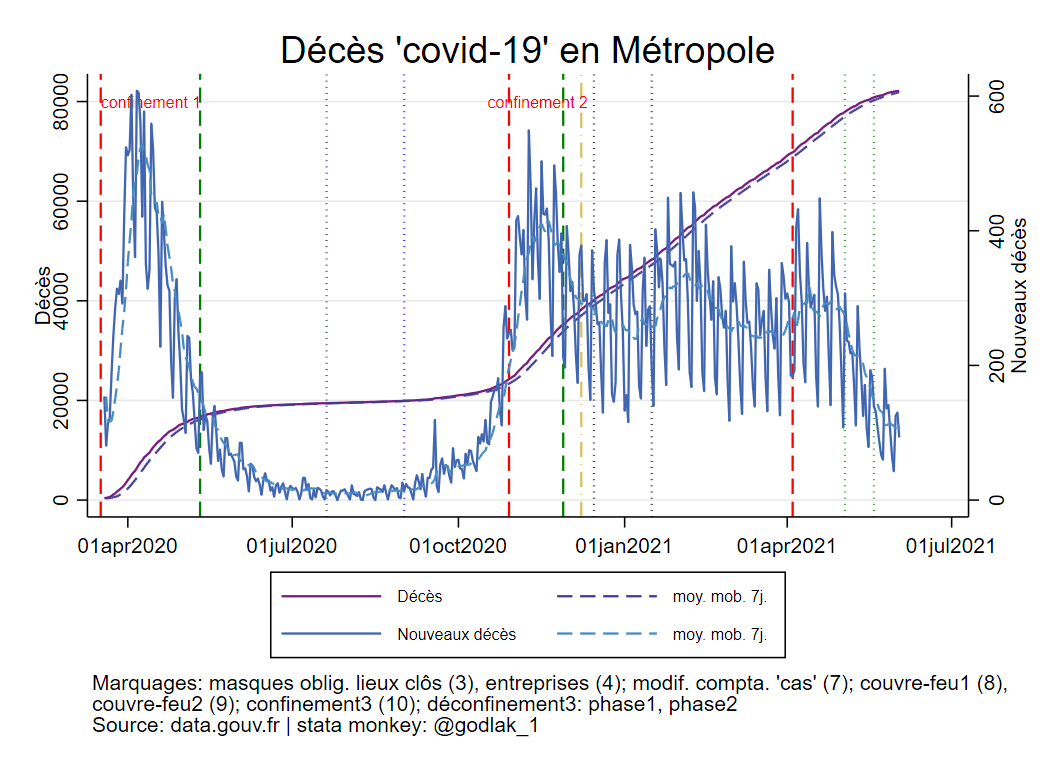 Décès 'covid-19' en Métropole
confinement 1
confinement 2
80000
60000
40000
20000
0
Décès
600
400
200
0
Nouveaux décès
01apr2020
01jul2020
01oct2020
01jan2021
01apr2021
01jul2021
Décès
moy. mob. 7j.
Nouveaux décès
moy. mob. 7j.
Marquages: masques oblig. lieux clôs (3), entreprises (4); modif. compta. 'cas' (7); couvre-feu1 (8),
couvre-feu2 (9); confinement3 (10); déconfinement3: phase1, phase2
Source: data.gouv.fr | stata monkey: @godlak_1